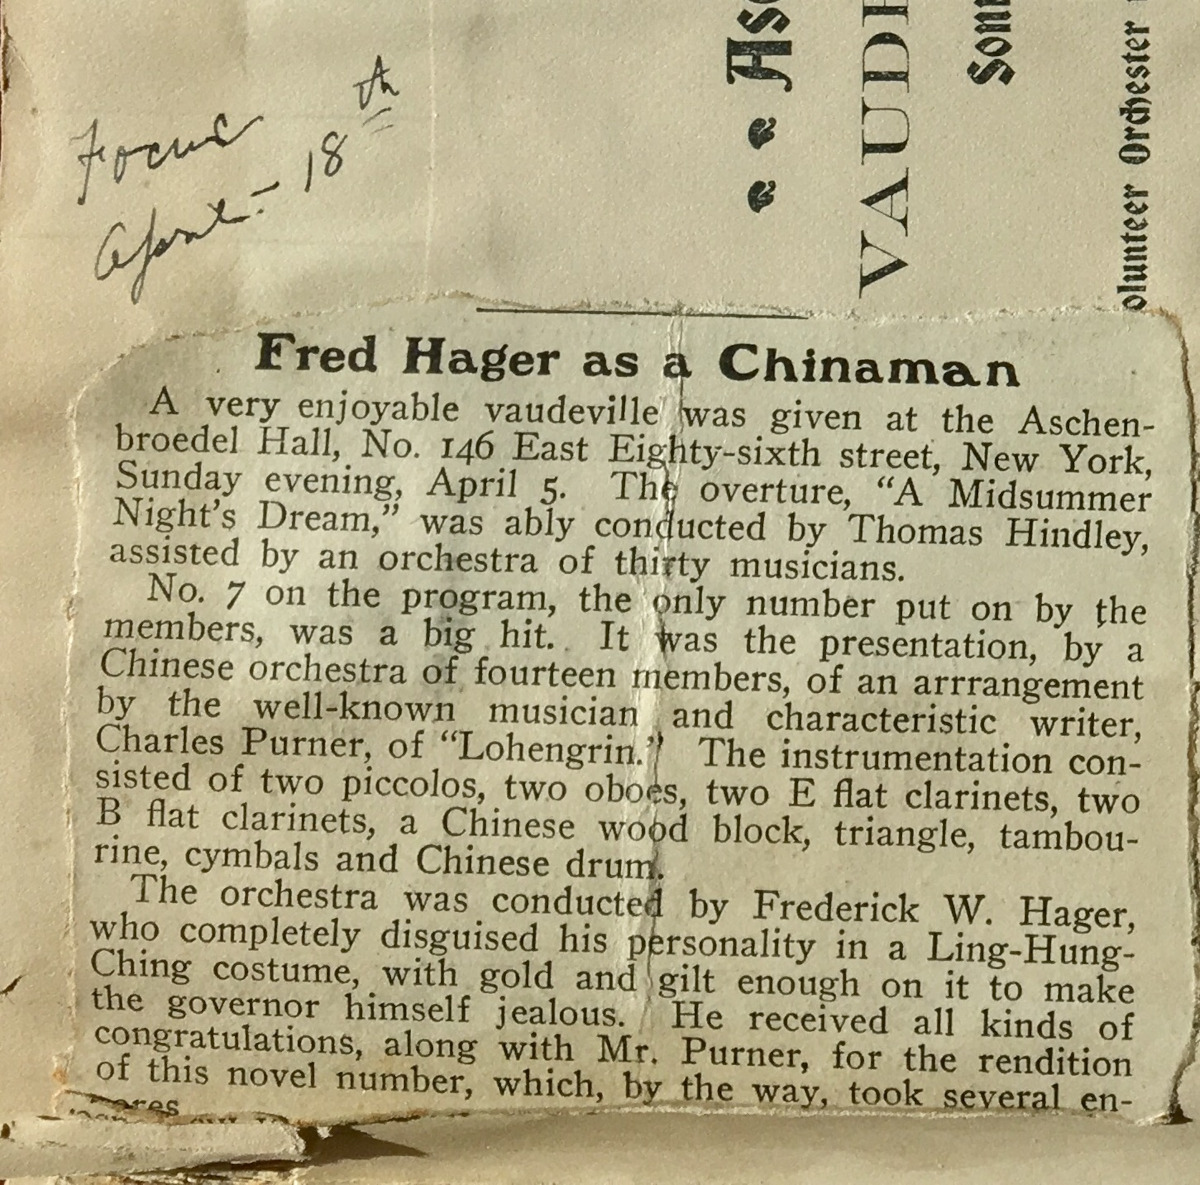 Focus
April - 18th
Asc
VAUDE
Son
olunteer Orchester
Fred Hager as a Chinaman
A very enjoyable vaudeville was given at the Aschen-
broedel Hall, No. 146 East Eighty-sixth street, New York,
Sunday evening, April 5. The overture, “A Midsummer
Night's Dream,” was ably conducted by Thomas Hindley,
assisted by an orchestra of thirty musicians.
No. 7 on the program, the only number put on by the
members, was a big hit. It was the presentation, by a
Chinese orchestra of fourteen members, of an arrrangement
by the well-known musician and characteristic writer,
Charles Purner, of “Lohengrin.” The instrumentation con-
sisted of two piccolos, two oboes, two E flat clarinets, two
B flat clarinets, a Chinese wood block, triangle, tambou-
rine, cymbals and Chinese drum.
The orchestra was conducted by Frederick W. Hager,
who completely disguised his personality in a Ling-Hung-
Ching costume, with gold and gilt enough on it to make
the governor himself jealous. He received all kinds of
congratulations, along with Mr. Purner, for the rendition
of this novel number, which, by the way, took several en-
ores